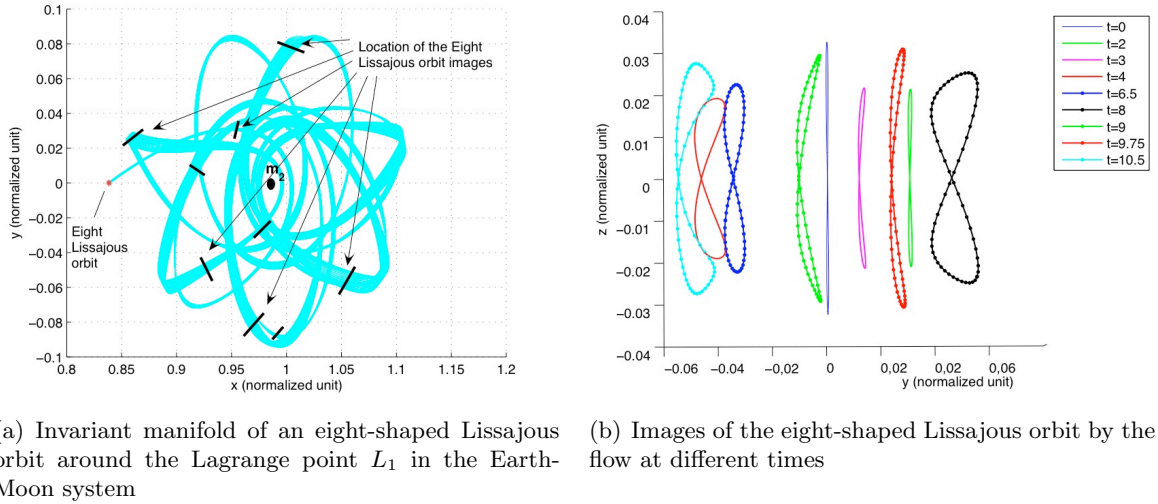 0.1
0.08
0.06
0.04
0.02
0
−0.02
−0.04
−0.06
−0.08
−0.1
y (normalized unit)
0.8 0.85 0.9 0.95 1 1.05 1.1 1.15 1.2
x (normalized unit)
Location of the Eight
Lissajous orbit images
m2
Eight
Lissajous
orbit
a)
b)
0.04
0.03
0.02
0.01
0
−0.01
−0.02
−0.03
−0.04
z (normalized unit)
−0.06 −0.04 −0,02 0 0,02 0,02 0,06
y (normalized unit)
t=0
t=2
t=3
t=4
t=6.5
t=8
t=9
t=9.75
t=10.5
(a) Invariant manifold of an eight-shaped Lissajous
orbit around the Lagrange point L1 in the Earth-
Moon system
(b) Images of the eight-shaped Lissajous orbit by the
flow at different times